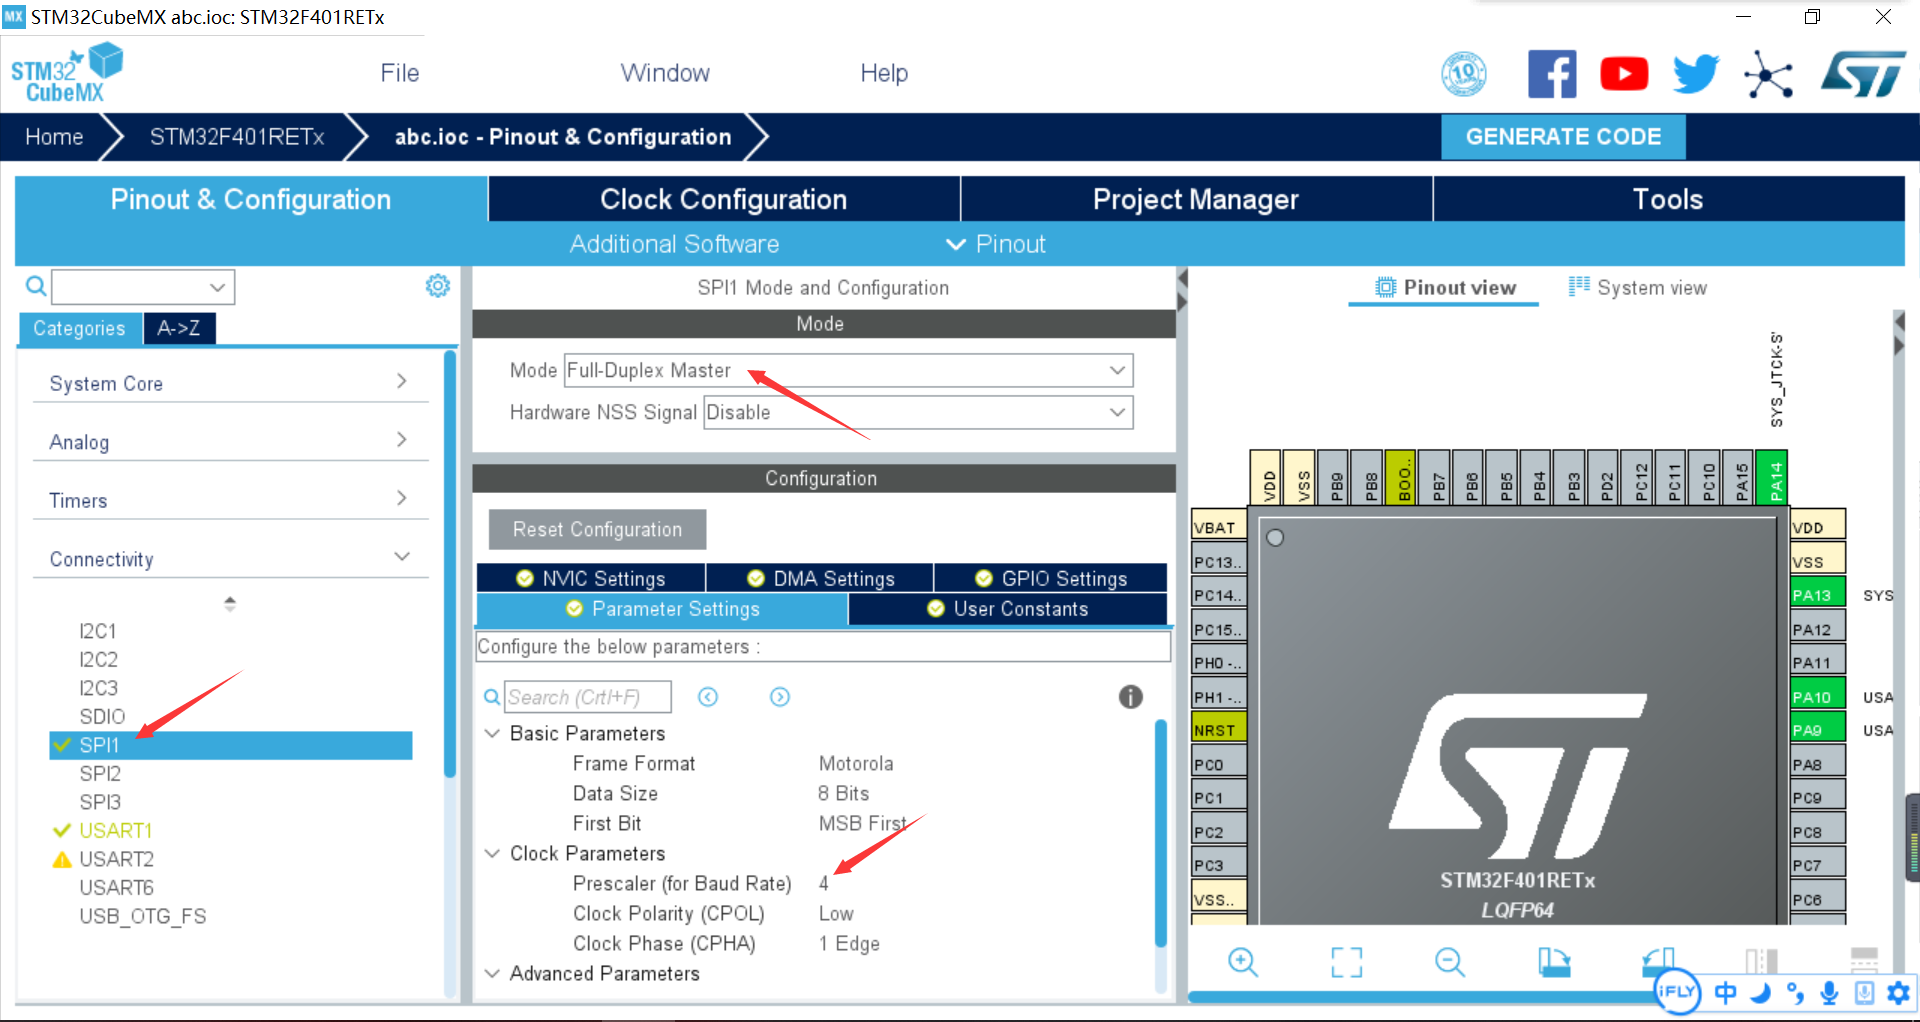 MX STM32CubeMX abc.ioc: STM32F401RETx
STM32
CubeMX
File
Window
Help
10
Home
STM32F401RETx
abc.ioc - Pinout & Configuration
GENERATE CODE
Pinout & Configuration
Clock Configuration
Project Manager
Tools
Additional Software
Pinout
Categories
A->Z
System Core
Analog
Timers
Connectivity
I2C1
I2C2
I2C3
SDIO
SPI1
SPI2
SPI3
USART1
USART2
USART6
USB_OTG_FS
SPI1 Mode and Configuration
Mode
Mode Full-Duplex Master
Hardware NSS Signal Disable
Configuration
Reset Configuration
NVIC Settings
DMA Settings
GPIO Settings
Parameter Settings
User Constants
Configure the below parameters :
Search (Crtl+F)
Basic Parameters
Frame Format Motorola
Data Size 8 Bits
First Bit MSB First
Clock Parameters
Prescaler (for Baud Rate) 4
Clock Polarity (CPOL) Low
Clock Phase (CPHA) 1 Edge
Advanced Parameters
Pinout view
System view
SYS_JTCK-S
VDD
VSS
PB9
PB8
BOO..
PB7
PB6
PB5
PB4
PB3
PD2
PC12
PC11
PC10
PA15
PA14
VBAT
PC13..
PC14..
PC15..
PH0 -..
PH1 -..
NRST
PC0
PC1
PC2
PC3
VSS..
VDD
VSS
PA13 SYS
PA12
PA11
PA10 USA
PA9 USA
PA8
PC9
PC8
PC7
PC6
ST
STM32F401RETx
LQFP64
iFLY
中